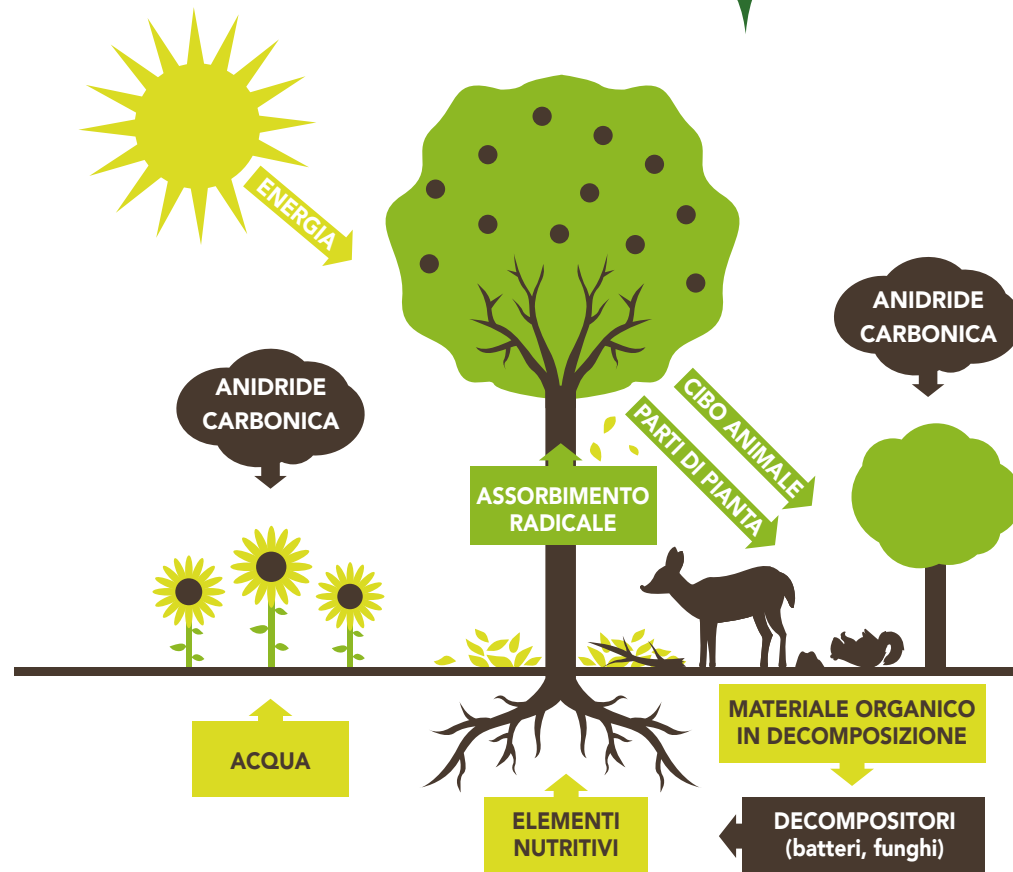 ENERGIA
ANIDRIDE
CARBONICA
ANIDRIDE
CARBONICA
CIBO ANIMALE
PARTI DI PIANTA
ASSORBIMENTO
RADICALE
ACQUA
MATERIALE ORGANICO
IN DECOMPOSIZIONE
ELEMENTI
NUTRITIVI
DECOMPOSITORI
(batteri, funghi)